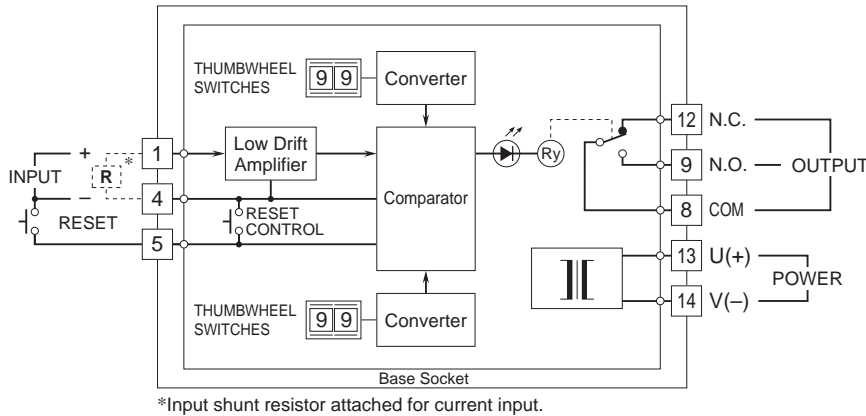 THUMBWHEEL
SWITCHES
9 9
Converter
12 N.C.
+
*
1
Low Drift
Amplifier
Ry
9 N.O.
OUTPUT
INPUT
R
Comparator
−
4
8 COM
RESET
RESET
CONTROL
5
13 U(+)
POWER
14 V(–)
THUMBWHEEL
SWITCHES
9 9
Converter
Base Socket
*Input shunt resistor attached for current input.